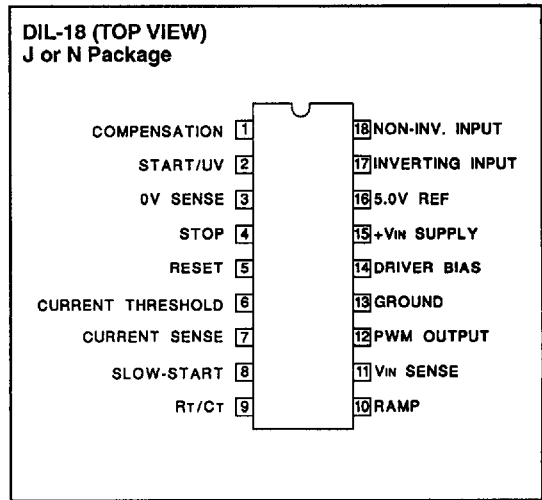 DIL-18 (TOP VIEW)
J or N Package
COMPENSATION 1
START/UV 2
0V SENSE 3
STOP 4
RESET 5
CURRENT THRESHOLD 6
CURRENT SENSE 7
SLOW-START 8
RT/CT 9
18 NON-INV. INPUT
17 INVERTING INPUT
16 5.0V REF
15 +VIN SUPPLY
14 DRIVER BIAS
13 GROUND
12 PWM OUTPUT
11 VIN SENSE
10 RAMP